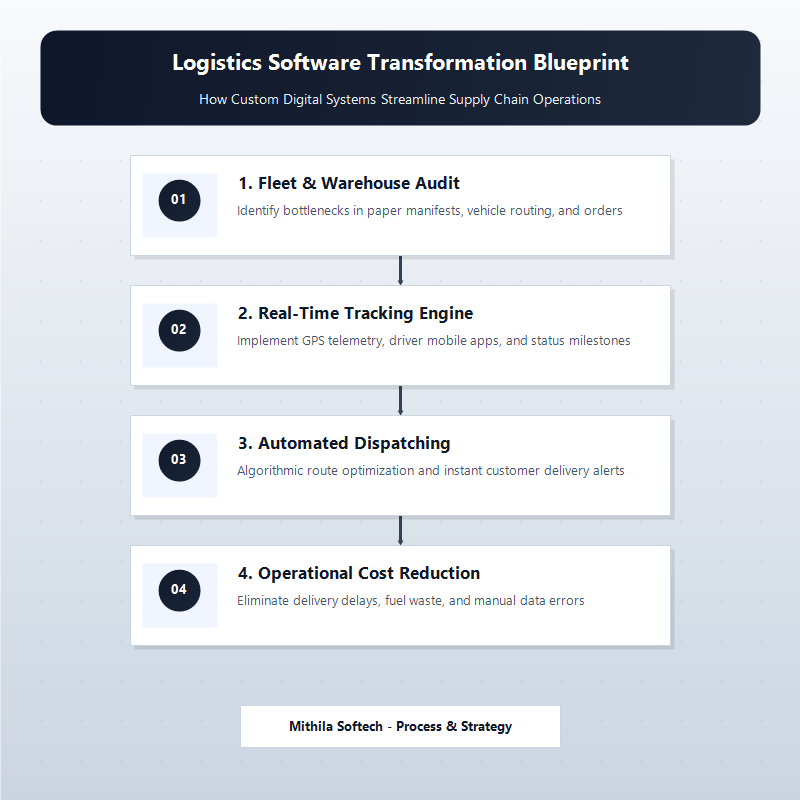 Logistics Software Transformation Blueprint
How Custom Digital Systems Streamline Supply Chain Operations
01
1. Fleet & Warehouse Audit
Identify bottlenecks in paper manifests, vehicle routing, and orders
02
2. Real-Time Tracking Engine
Implement GPS telemetry, driver mobile apps, and status milestones
03
3. Automated Dispatching
Algorithmic route optimization and instant customer delivery alerts
04
4. Operational Cost Reduction
Eliminate delivery delays, fuel waste, and manual data errors
Mithila Softech - Process & Strategy